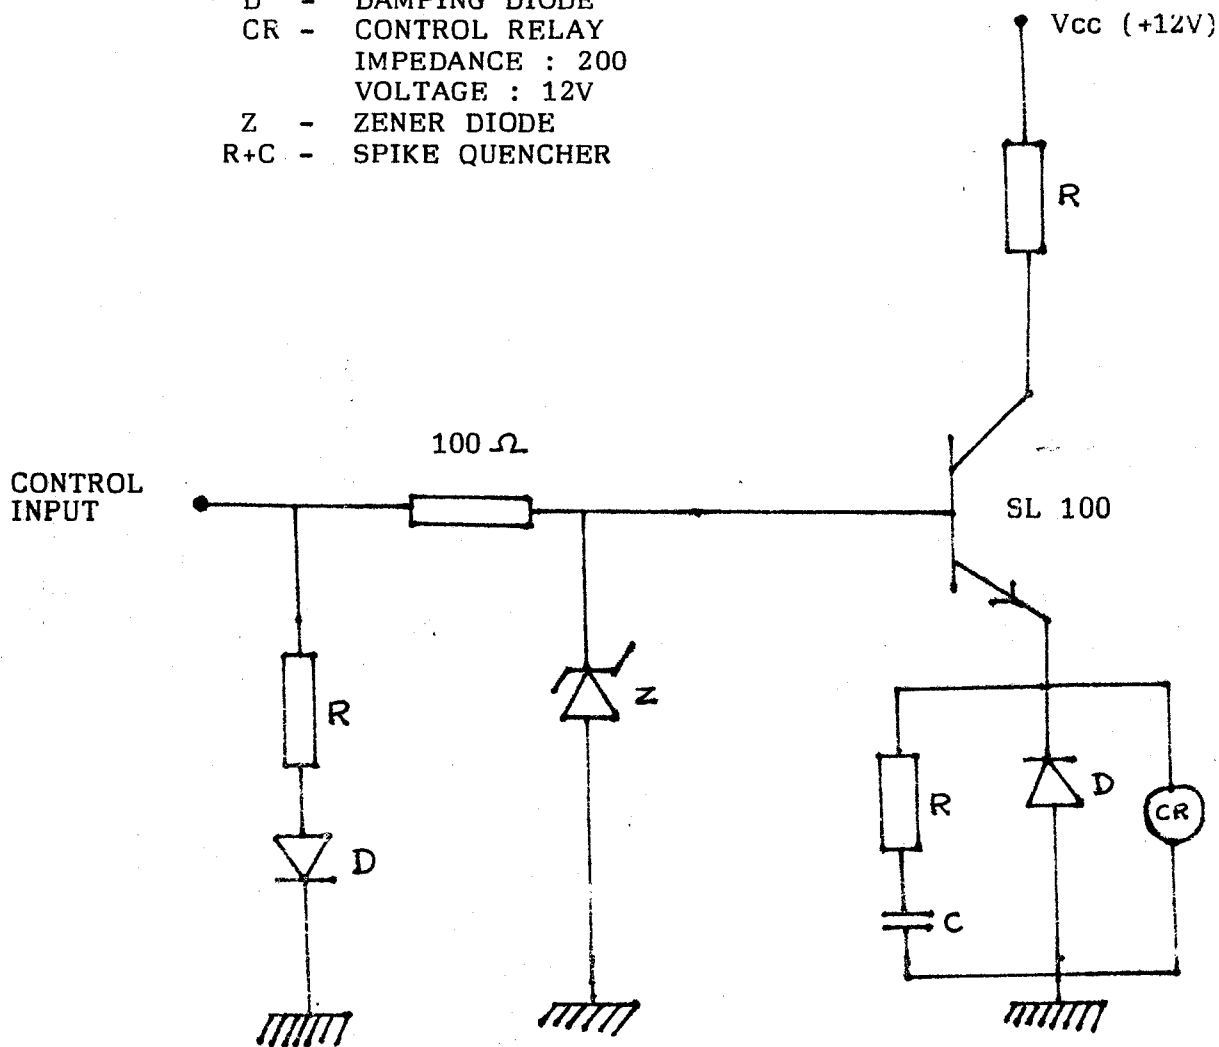 D - DAMPING DIODE
CR - CONTROL RELAY
IMPEDANCE : 200
VOLTAGE : 12V
Z - ZENER DIODE
R+C - SPIKE QUENCHER
Vcc (+12V)
R
100 Ω
CONTROL
INPUT
SL 100
R
Z
D
R
D
CR
C